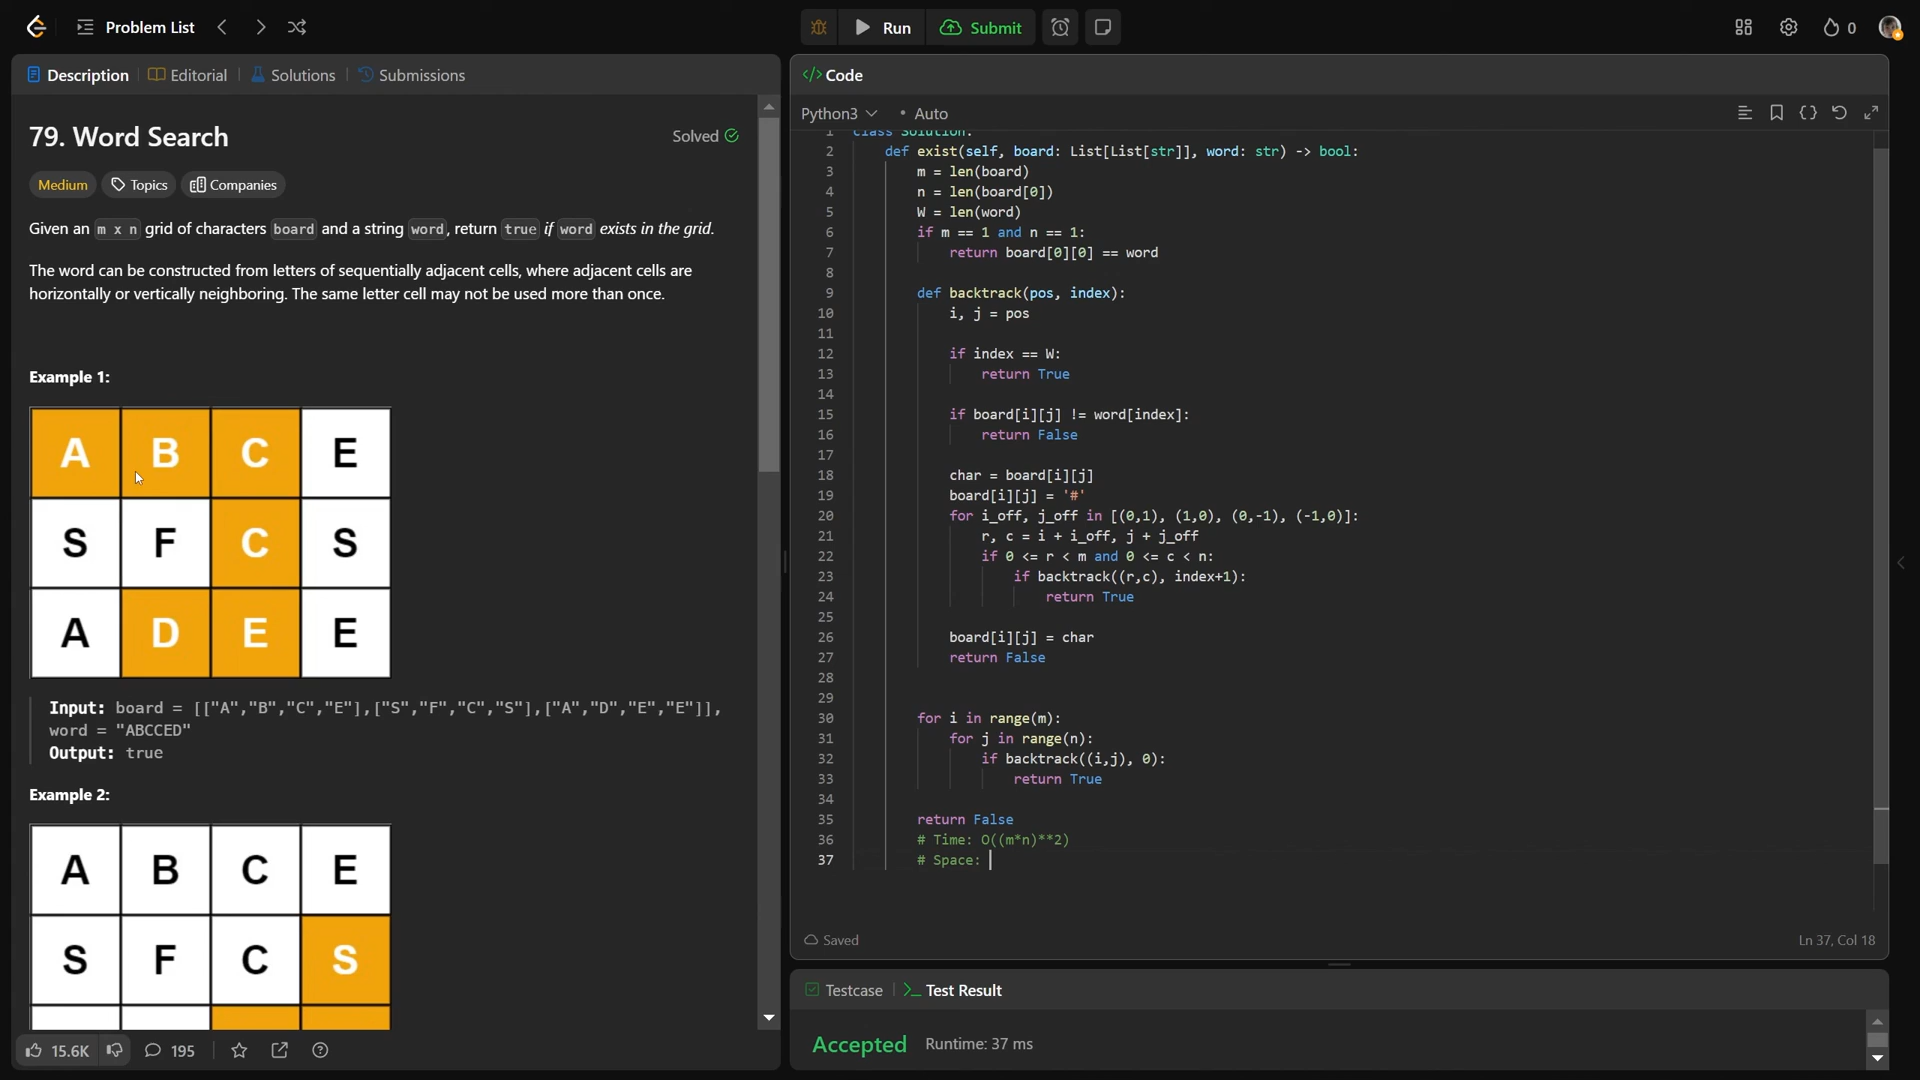 Problem List
Run
Submit
0
Description
Editorial
Solutions
Submissions
79. Word Search
Solved
Medium
Topics
Companies
Given an m x n grid of characters board and a string word, return true if word exists in the grid.
The word can be constructed from letters of sequentially adjacent cells, where adjacent cells are
horizontally or vertically neighboring. The same letter cell may not be used more than once.
Example 1:
A B C E
S F C S
A D E E
Input: board = [["A","B","C","E"],["S","F","C","S"],["A","D","E","E"]],
word = "ABCCED"
Output: true
Example 2:
A B C E
S F C S
15.6K
195
</> Code
Python3
• Auto
1 class Solution:
2 def exist(self, board: List[List[str]], word: str) -> bool:
3 m = len(board)
4 n = len(board[0])
5 W = len(word)
6 if m == 1 and n == 1:
7 return board[0][0] == word
8
9 def backtrack(pos, index):
10 i, j = pos
11
12 if index == W:
13 return True
14
15 if board[i][j] != word[index]:
16 return False
17
18 char = board[i][j]
19 board[i][j] = '#'
20 for i_off, j_off in [(0,1), (1,0), (0,-1), (-1,0)]:
21 r, c = i + i_off, j + j_off
22 if 0 <= r < m and 0 <= c < n:
23 if backtrack((r,c), index+1):
24 return True
25
26 board[i][j] = char
27 return False
28
29
30 for i in range(m):
31 for j in range(n):
32 if backtrack((i,j), 0):
33 return True
34
35 return False
36 # Time: O((m*n)**2)
37 # Space:
Saved
Ln 37, Col 18
Testcase
>_ Test Result
Accepted
Runtime: 37 ms